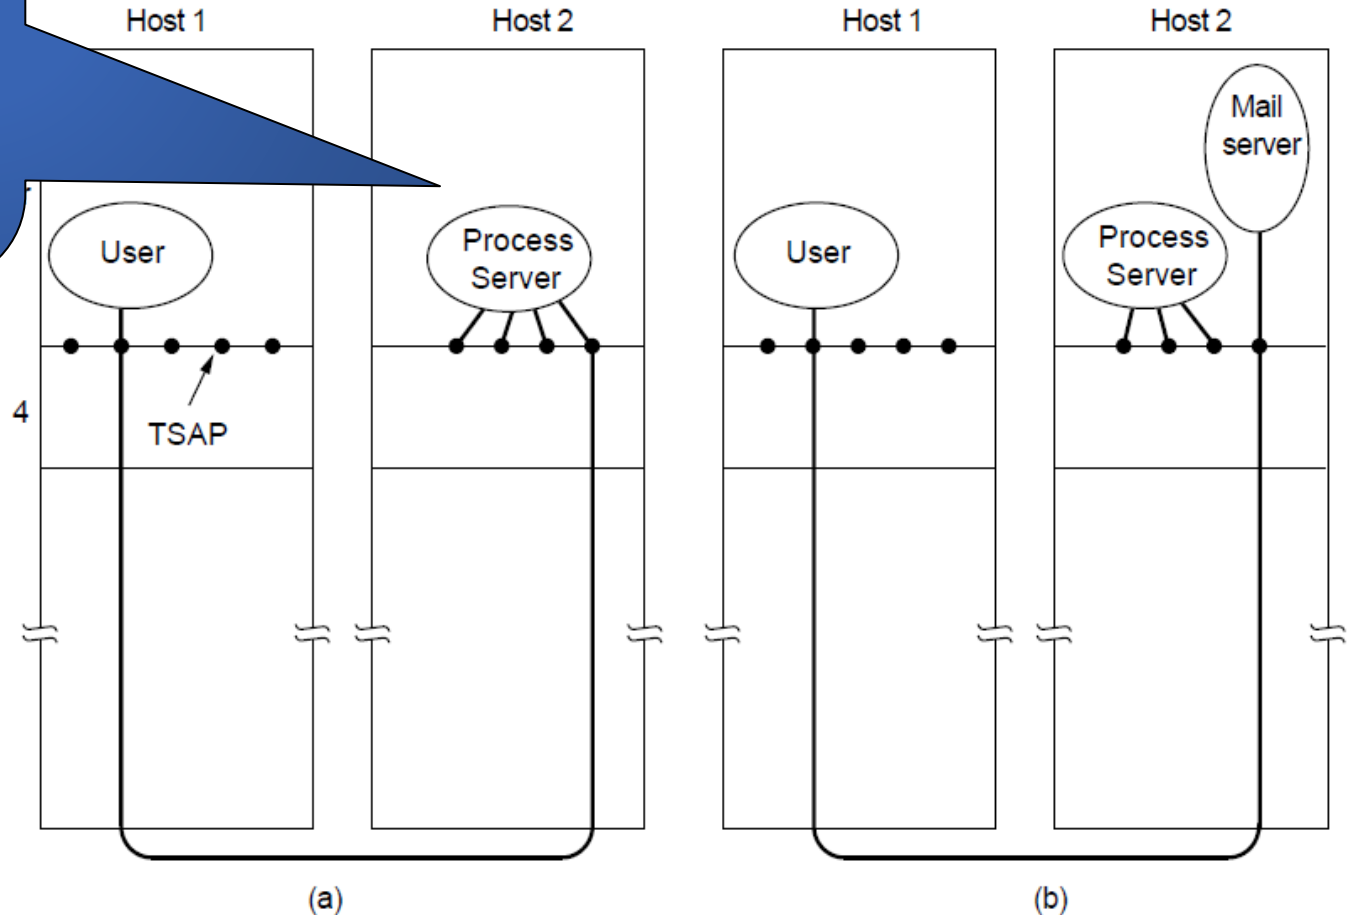 Host 1
Host 2
User
Process
Server
4
TSAP
(a)
Host 1
Host 2
Mail
server
User
Process
Server
(b)